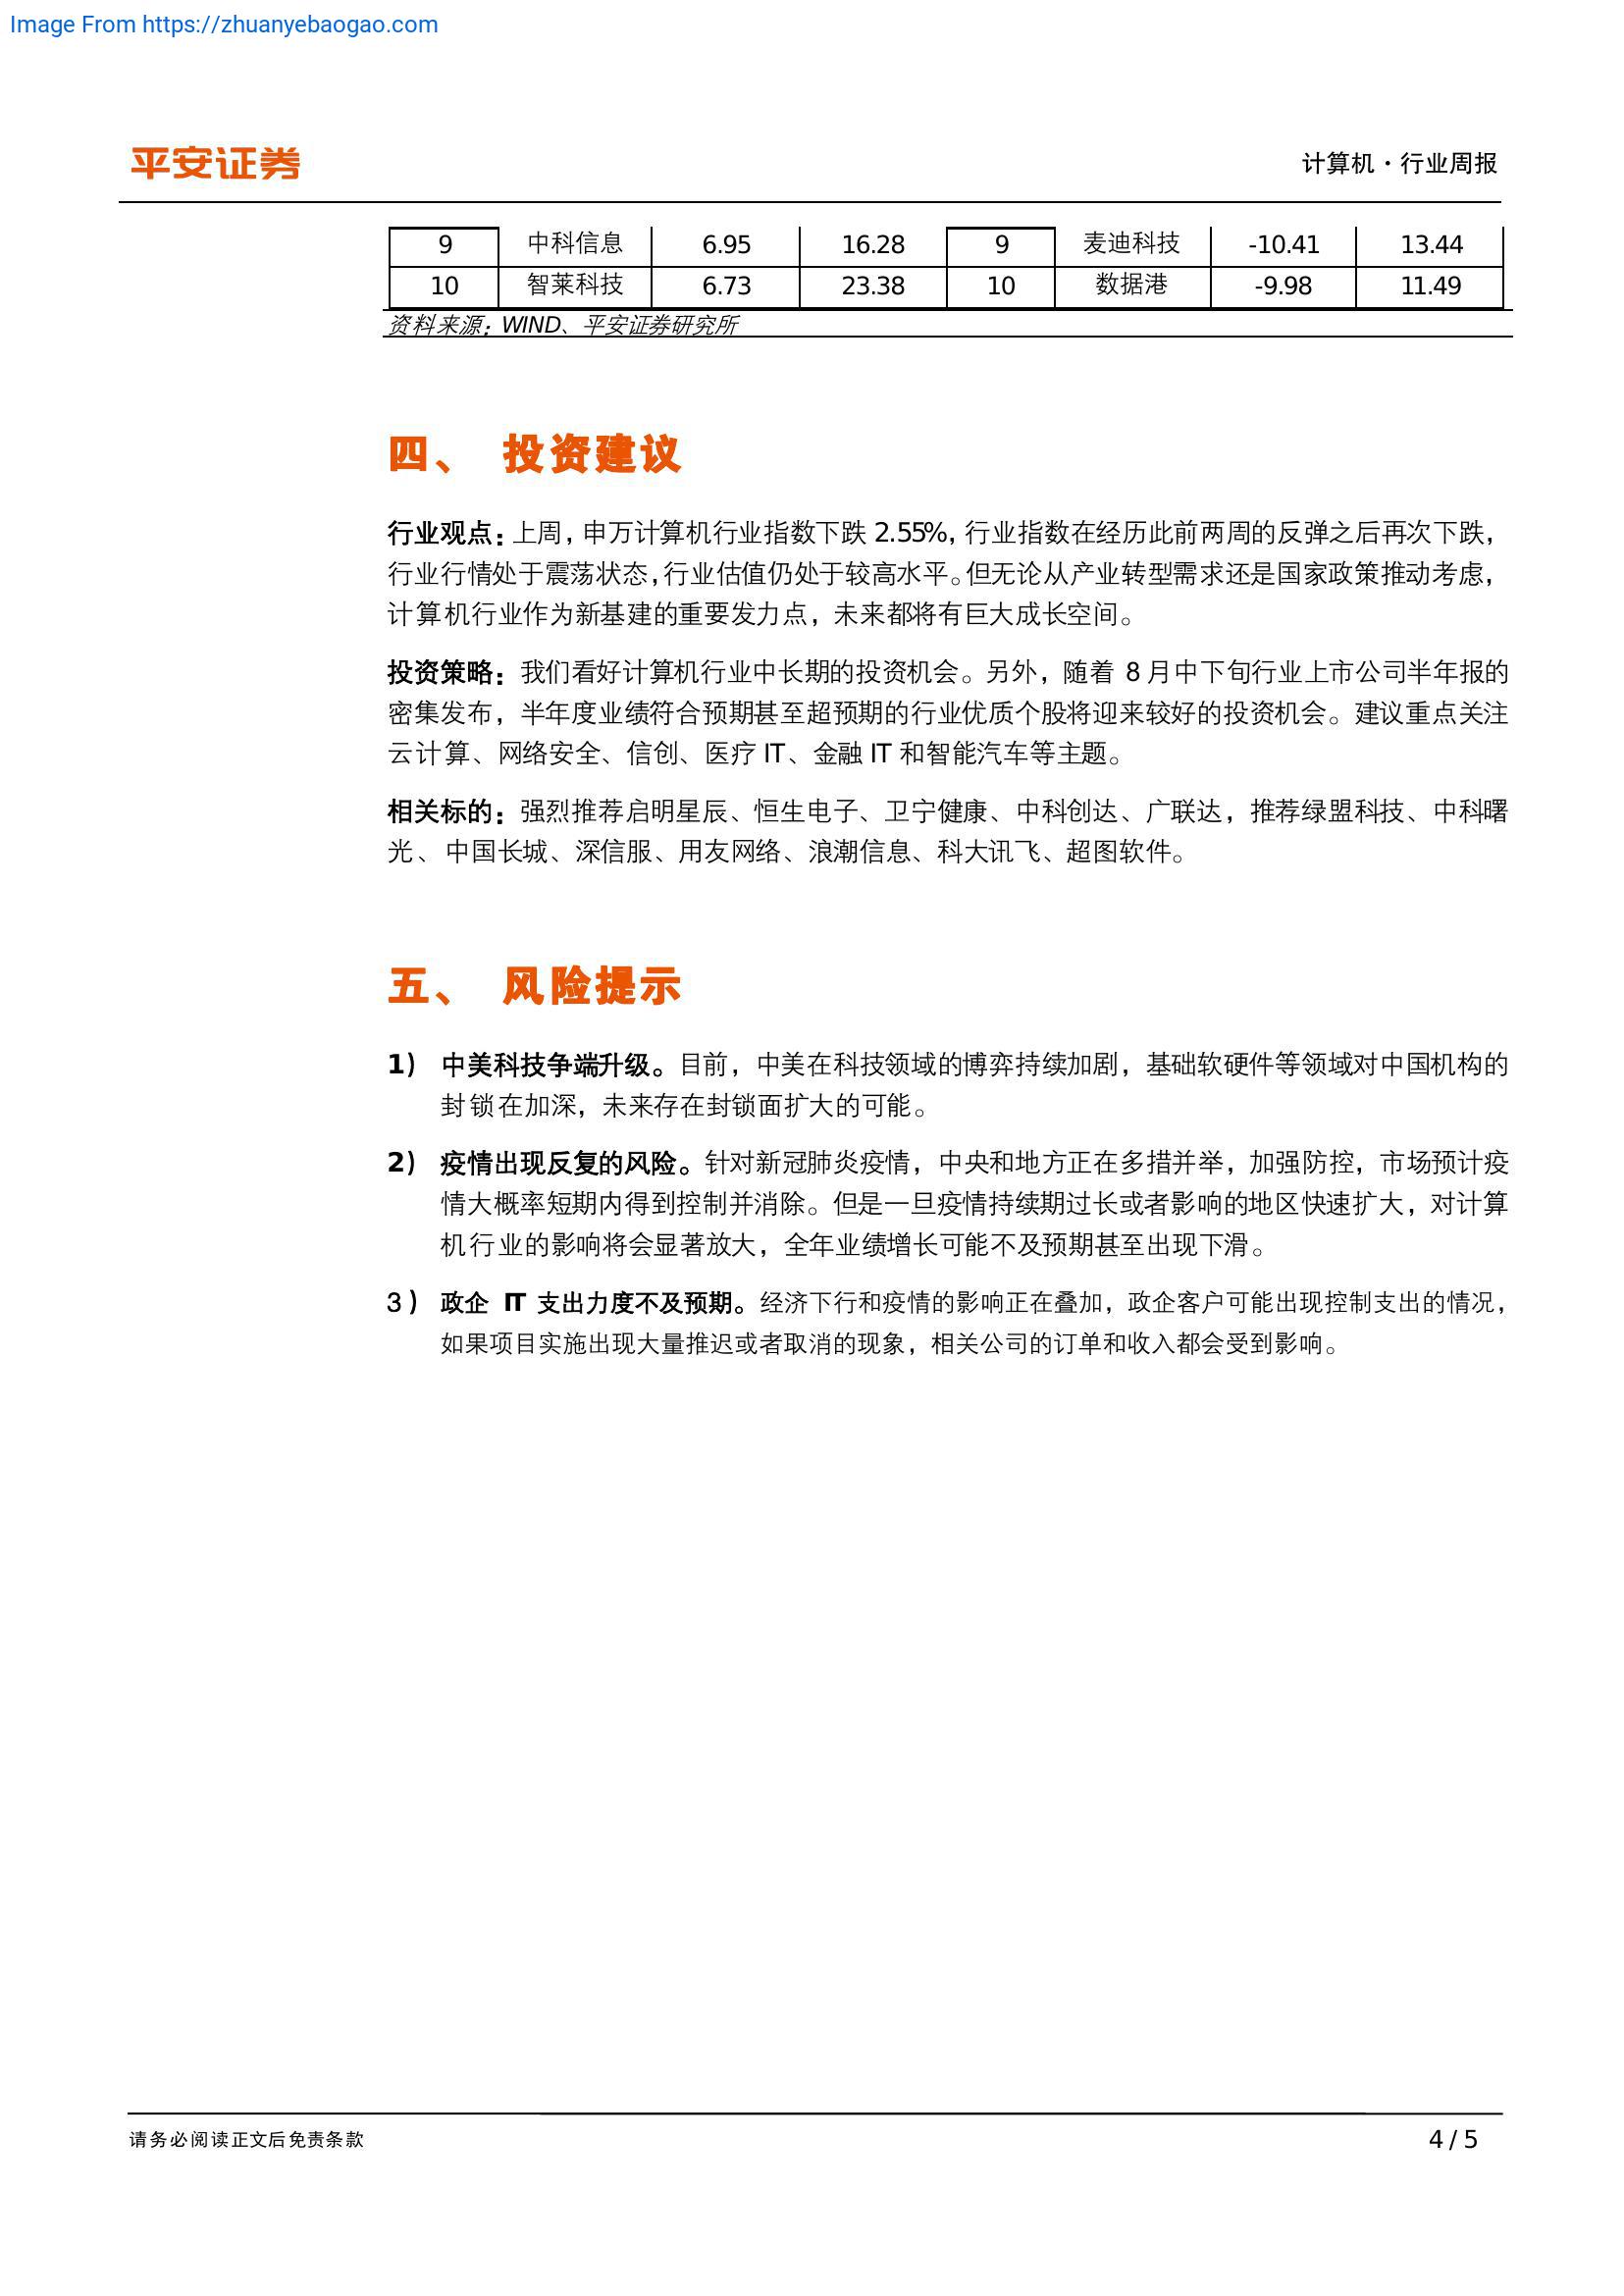 Image From https://zhuanyebaogao.com
平安证券
计算机·行业周报
9 中科信息 6.95 16.28 9 麦迪科技 -10.41 13.44
10 智莱科技 6.73 23.38 10 数据港 -9.98 11.49
资料来源：WIND、平安证券研究所
四、 投资建议
行业观点：上周，申万计算机行业指数下跌 2.55%，行业指数在经历此前两周的反弹之后再次下跌，
行业行情处于震荡状态，行业估值仍处于较高水平。但无论从产业转型需求还是国家政策推动考虑，
计算机行业作为新基建的重要发力点，未来都将有巨大成长空间。
投资策略：我们看好计算机行业中长期的投资机会。另外，随着 8 月中下旬行业上市公司半年报的
密集发布，半年度业绩符合预期甚至超预期的行业优质个股将迎来较好的投资机会。建议重点关注
云计算、网络安全、信创、医疗 IT、金融 IT 和智能汽车等主题。
相关标的：强烈推荐启明星辰、恒生电子、卫宁健康、中科创达、广联达，推荐绿盟科技、中科曙
光、中国长城、深信服、用友网络、浪潮信息、科大讯飞、超图软件。
五、 风险提示
1） 中美科技争端升级。目前，中美在科技领域的博弈持续加剧，基础软硬件等领域对中国机构的
封锁在加深，未来存在封锁面扩大的可能。
2） 疫情出现反复的风险。针对新冠肺炎疫情，中央和地方正在多措并举，加强防控，市场预计疫
情大概率短期内得到控制并消除。但是一旦疫情持续期过长或者影响的地区快速扩大，对计算
机行业的影响将会显著放大，全年业绩增长可能不及预期甚至出现下滑。
3） 政企 IT 支出力度不及预期。经济下行和疫情的影响正在叠加，政企客户可能出现控制支出的情况，
如果项目实施出现大量推迟或者取消的现象，相关公司的订单和收入都会受到影响。
请务必阅读正文后免责条款
4 / 5